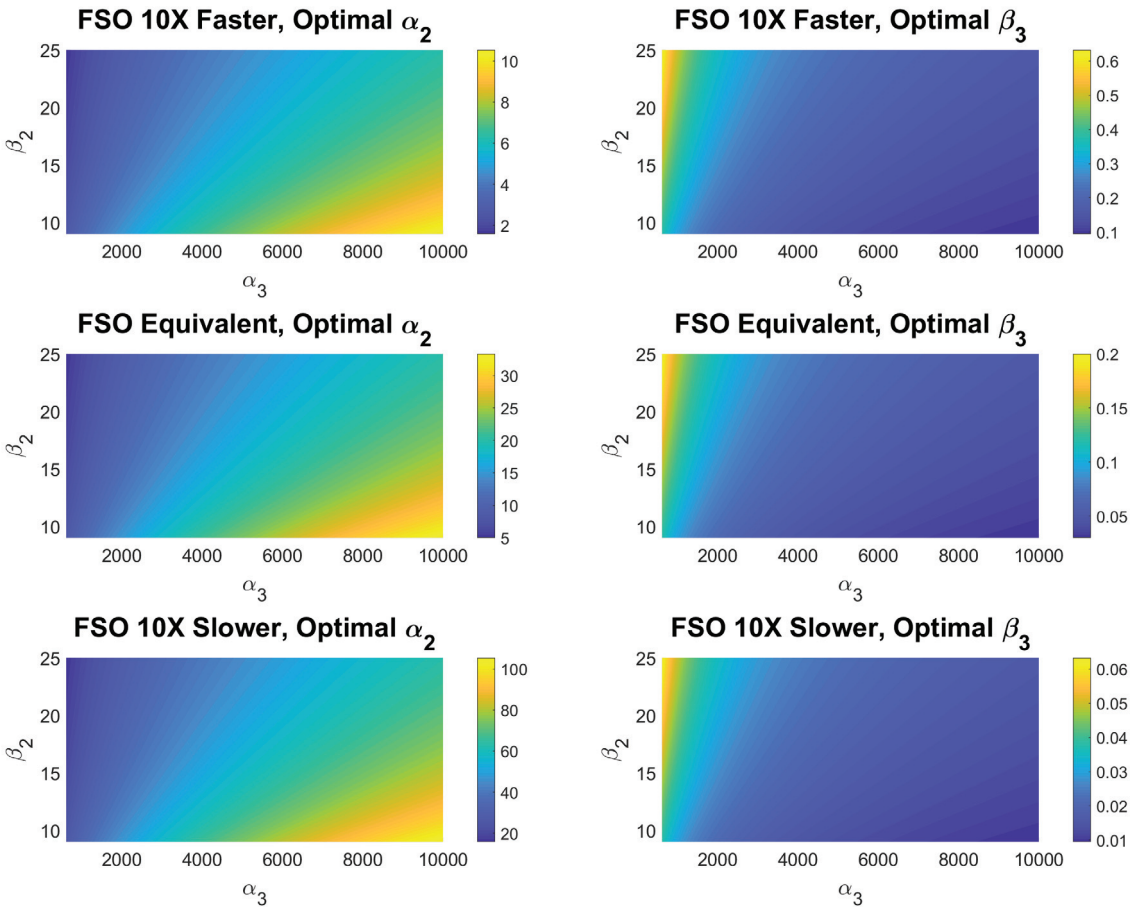 FSO 10X Faster, Optimal α2
25
20
15
10
β2
2000 4000 6000 8000 10000
α3
10
8
6
4
2
FSO 10X Faster, Optimal β3
25
20
15
10
β2
2000 4000 6000 8000 10000
α3
0.6
0.5
0.4
0.3
0.2
0.1
FSO Equivalent, Optimal α2
25
20
15
10
β2
2000 4000 6000 8000 10000
α3
30
25
20
15
10
5
FSO Equivalent, Optimal β3
25
20
15
10
β2
2000 4000 6000 8000 10000
α3
0.2
0.15
0.1
0.05
FSO 10X Slower, Optimal α2
25
20
15
10
β2
2000 4000 6000 8000 10000
α3
100
80
60
40
20
FSO 10X Slower, Optimal β3
25
20
15
10
β2
2000 4000 6000 8000 10000
α3
0.06
0.05
0.04
0.03
0.02
0.01